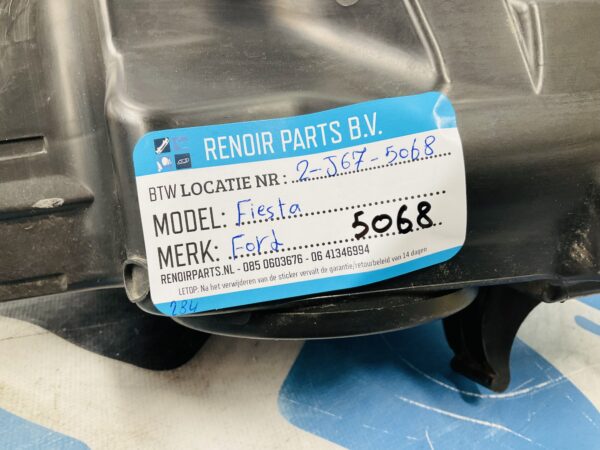 RENOIR PARTS B.V.
BTW LOCATIE NR: 2-J67-5068
MODEL: Fiesta
MERK: Ford 5068
RENOIRPARTS.NL - 085 0603676 - 06 41346994
LETOP: Na het verwijderen van de sticker vervalt de garantie/retourbeleid van 14 dagen
284